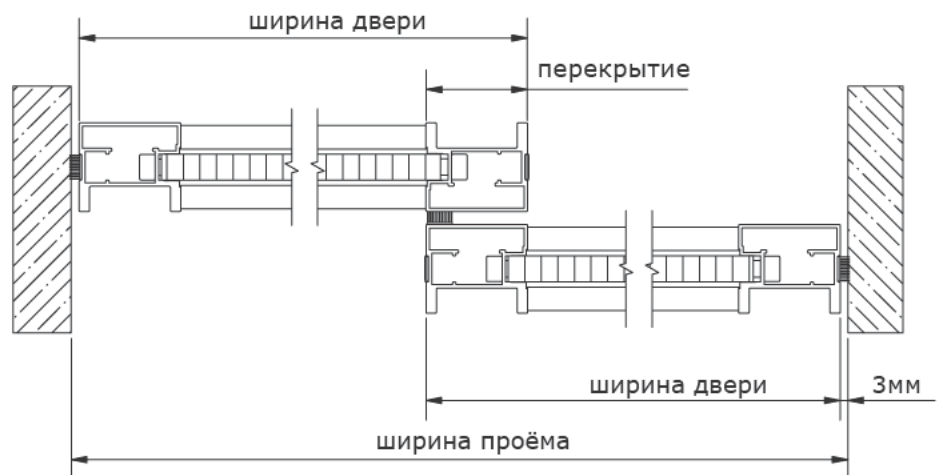 ширина двери
перекрытие
ширина двери
3мм
ширина проёма